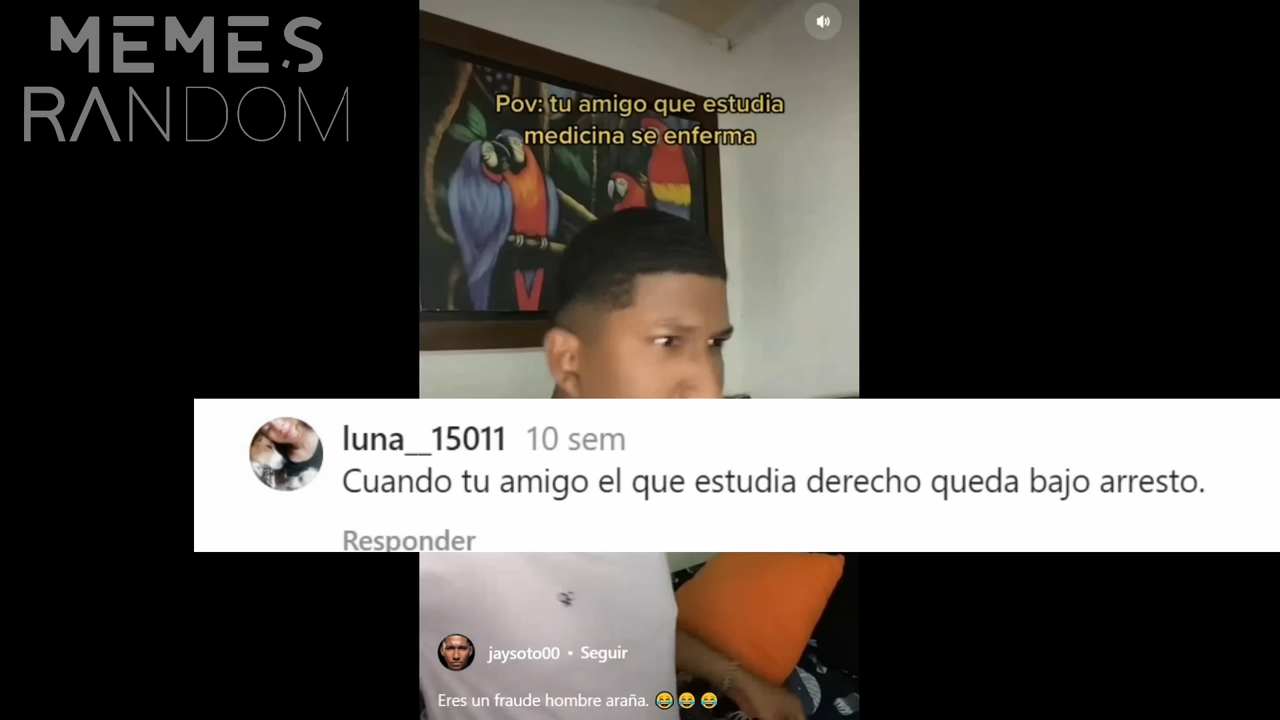 MEMES
RANDOM
Pov: tu amigo que estudia
medicina se enferma
luna__15011 10 sem
Cuando tu amigo el que estudia derecho queda bajo arresto.
Responder
jaysoto00 • Seguir
Eres un fraude hombre araña. 😂😂😂